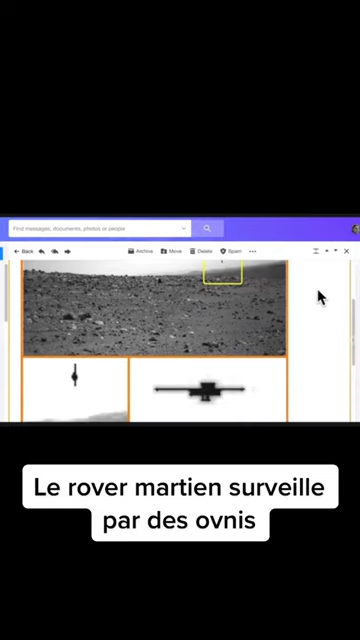 Find messages, documents, photos or people
Back Archive Move Delete Spam
Le rover martien surveille
par des ovnis